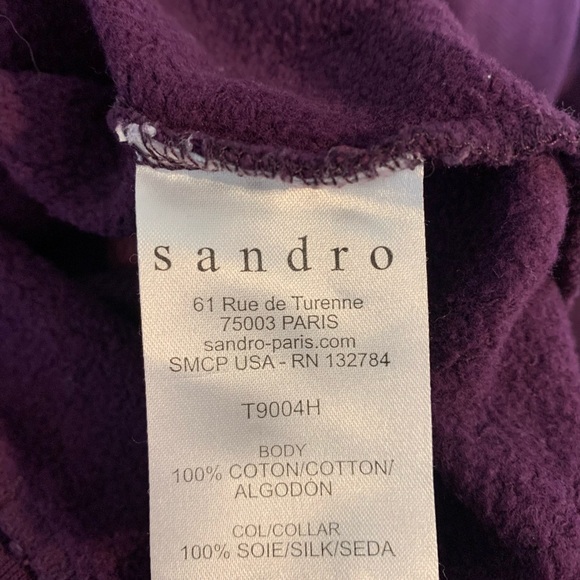 sandro
61 Rue de Turenne
75003 PARIS
sandro-paris.com
SMCP USA - RN 132784
T9004H
BODY
100% COTON/COTTON/
ALGODÓN
COL/COLLAR
100% SOIE/SILK/SEDA